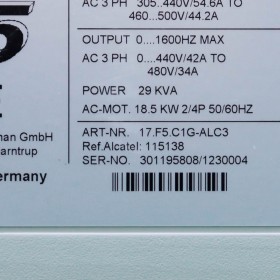 AC 3 PH 305..440V/54.6A TO
460...500V/44.2A
OUTPUT 0....1600HZ MAX
AC 3 PH 0...440V/42A TO
480V/34A
POWER 29 KVA
AC-MOT. 18.5 KW 2/4P 50/60HZ
ART-NR. 17.F5.C1G-ALC3
Ref.Alcatel: 115138
SER-NO. 301195808/1230004
man GmbH
arntrup
ermany